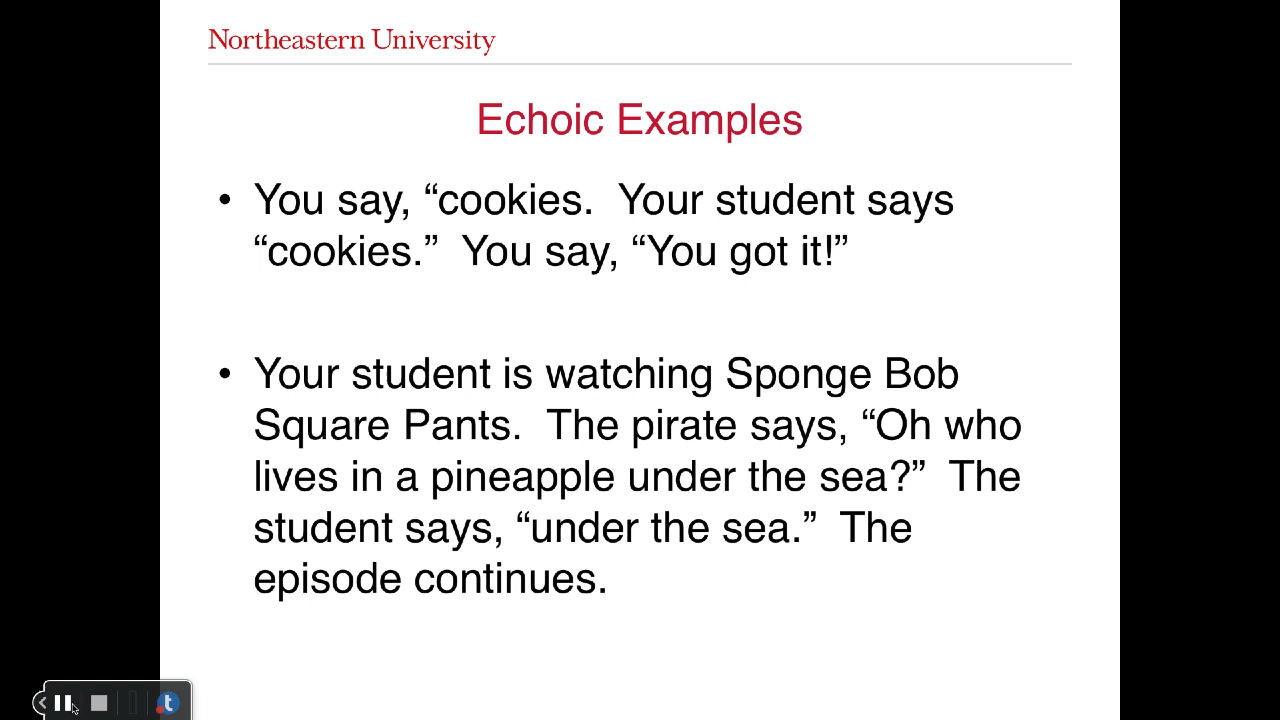 Northeastern University
Echoic Examples
• You say, “cookies.  Your student says
“cookies.”  You say, “You got it!”
• Your student is watching Sponge Bob
Square Pants.  The pirate says, “Oh who
lives in a pineapple under the sea?”  The
student says, “under the sea.”  The
episode continues.
t